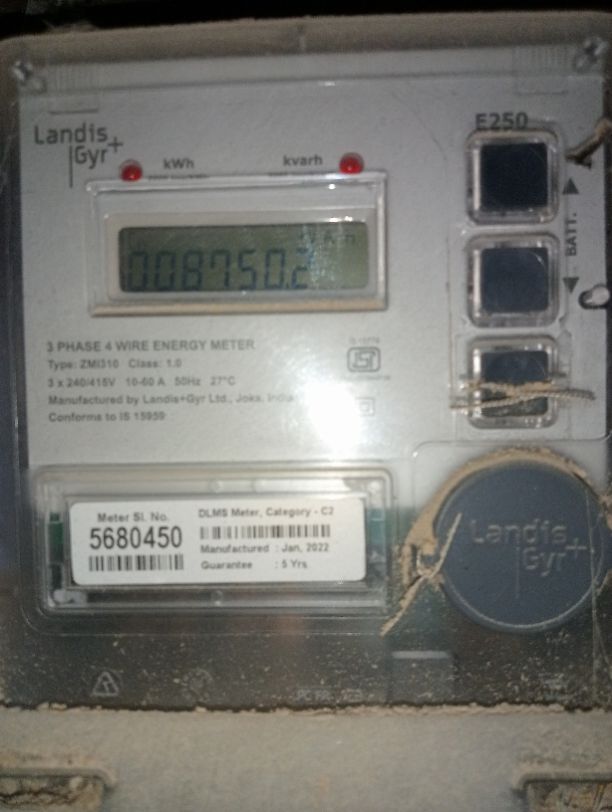 Landis
Gyr+
E250
kWh
kvarh
008750.2
BATT.
3 PHASE 4 WIRE ENERGY METER
Type: ZMI310 Class: 1.0
3 x 240/415V 10-60 A 50Hz 27°C
Manufactured by Landis+Gyr Ltd., Joka, India
Conforms to IS 15959
Meter Sl. No.
5680450
DLMS Meter, Category - C2
Manufactured : Jan, 2022
Guarantee : 5 Yrs
Landis
Gyr+